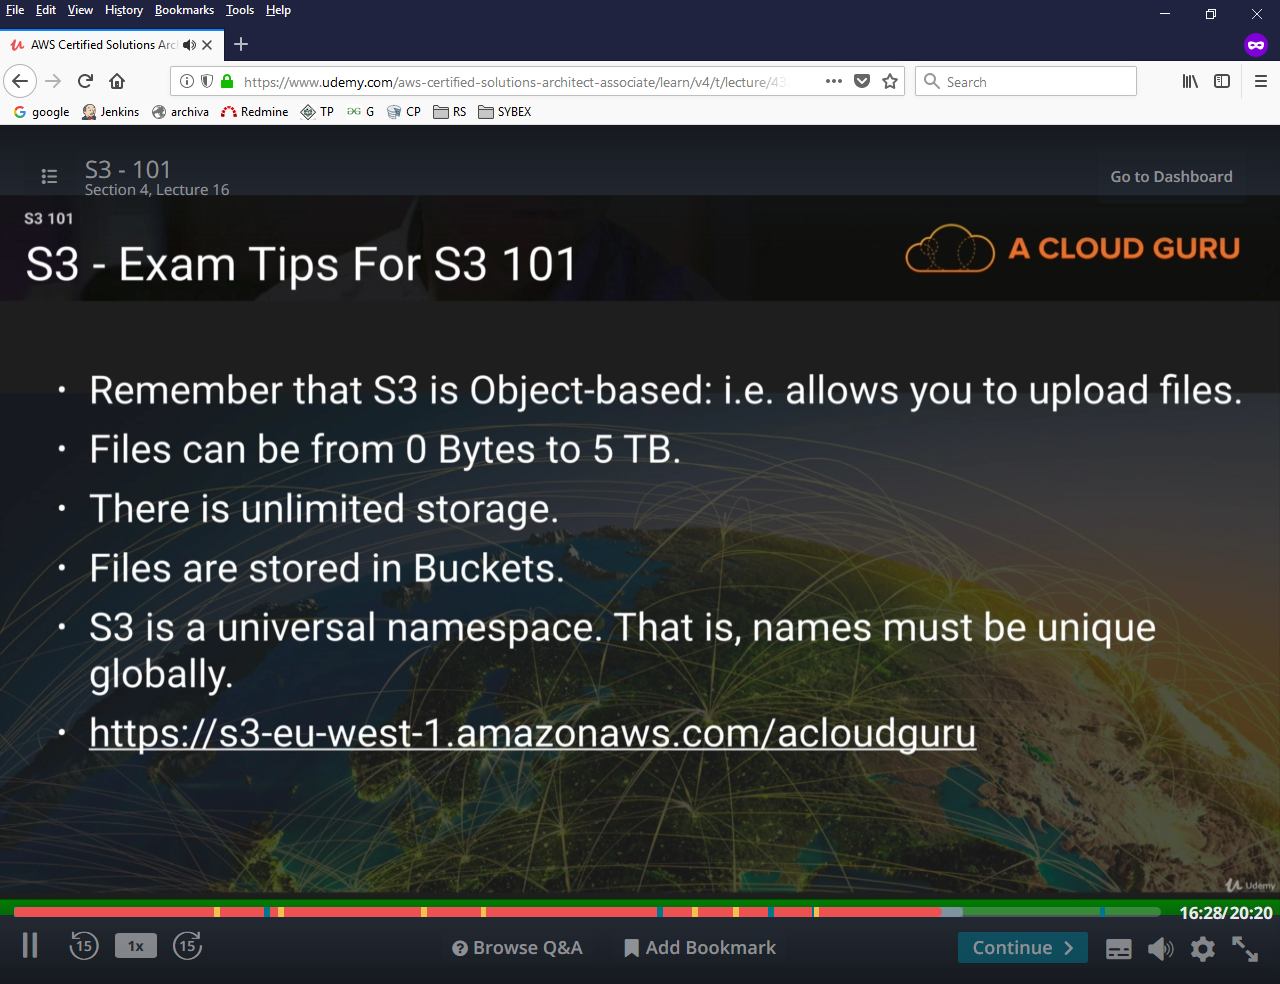 File Edit View History Bookmarks Tools Help
AWS Certified Solutions Arc
https://www.udemy.com/aws-certified-solutions-architect-associate/learn/v4/t/lecture/43
Search
google Jenkins archiva Redmine TP G CP RS SYBEX
S3 - 101
Section 4, Lecture 16
Go to Dashboard
S3 101
S3 - Exam Tips For S3 101
A CLOUD GURU
• Remember that S3 is Object-based: i.e. allows you to upload files.
• Files can be from 0 Bytes to 5 TB.
• There is unlimited storage.
• Files are stored in Buckets.
• S3 is a universal namespace. That is, names must be unique
globally.
• https://s3-eu-west-1.amazonaws.com/acloudguru
Udemy
16:28/20:20
15 1x 15 Browse Q&A Add Bookmark Continue